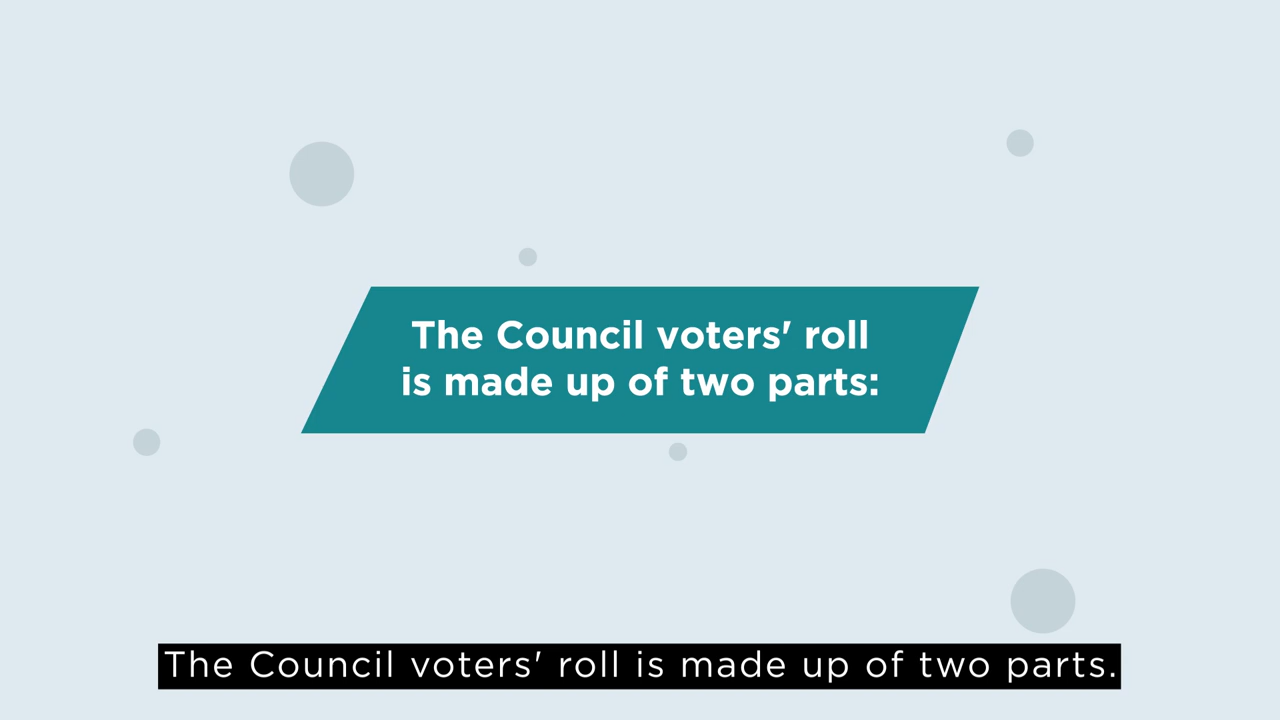 The Council voters' roll
is made up of two parts:
The Council voters' roll is made up of two parts.